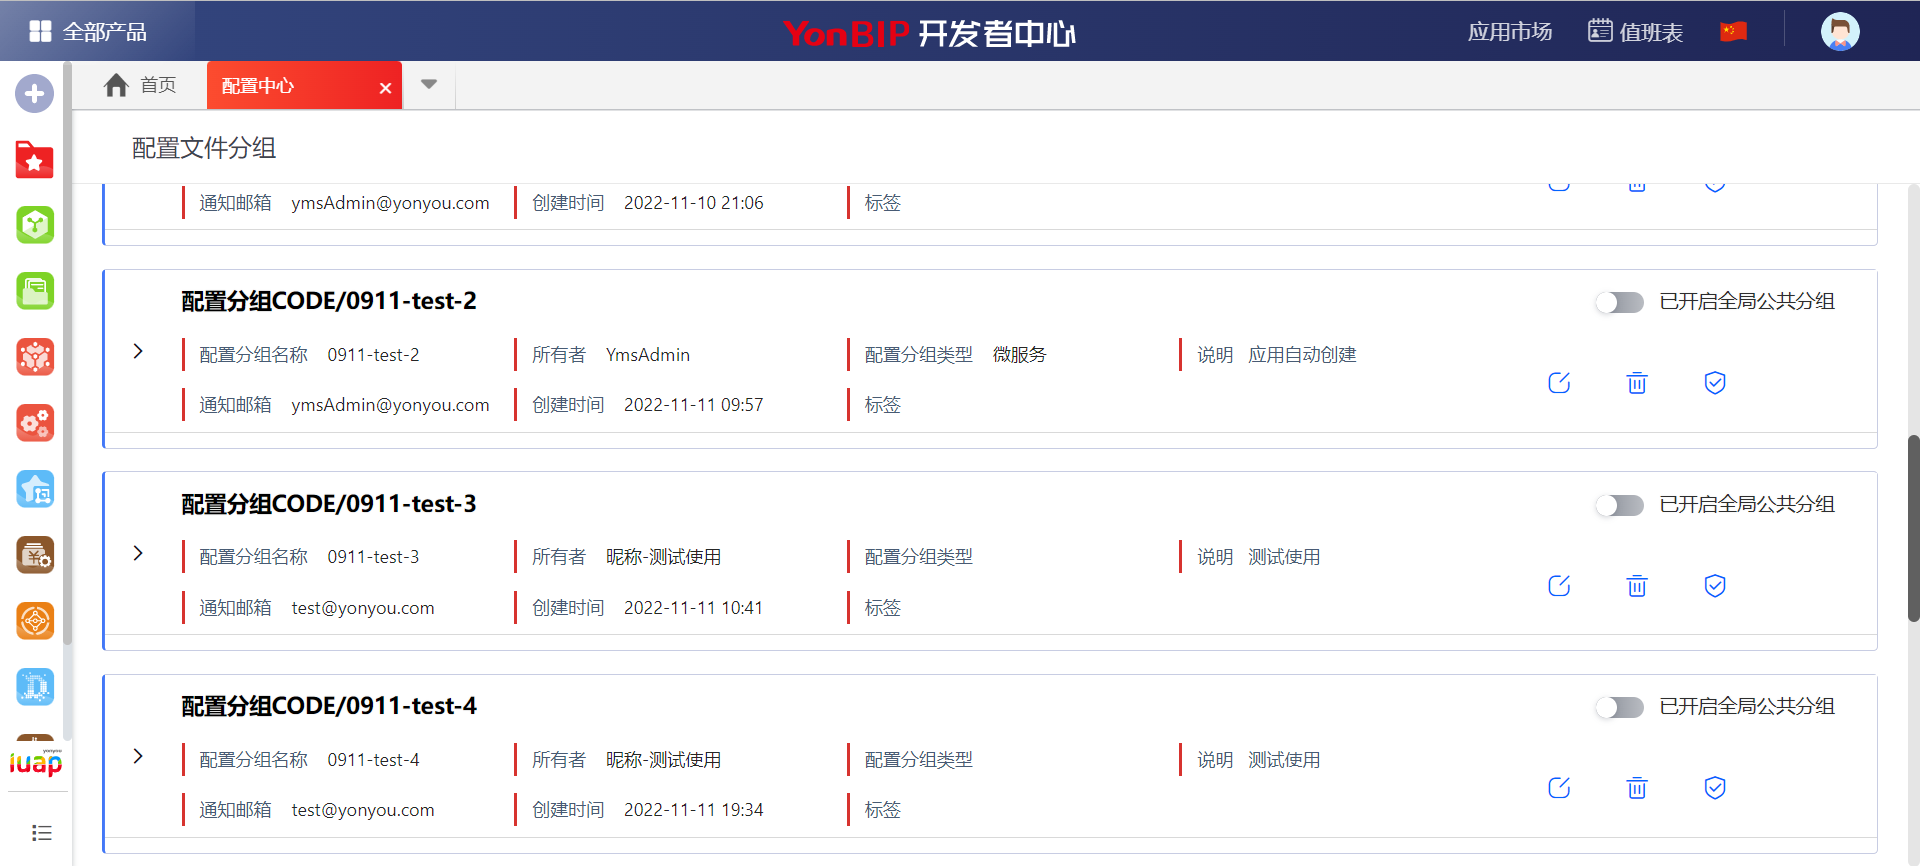 全部产品
YonBIP 开发者中心
应用市场
值班表
首页
配置中心
配置文件分组
通知邮箱 ymsAdmin@yonyou.com 创建时间 2022-11-10 21:06 标签
配置分组CODE/0911-test-2 已开启全局公共分组
配置分组名称 0911-test-2 所有者 YmsAdmin 配置分组类型 微服务 说明 应用自动创建
通知邮箱 ymsAdmin@yonyou.com 创建时间 2022-11-11 09:57 标签
配置分组CODE/0911-test-3 已开启全局公共分组
配置分组名称 0911-test-3 所有者 昵称-测试使用 配置分组类型 说明 测试使用
通知邮箱 test@yonyou.com 创建时间 2022-11-11 10:41 标签
配置分组CODE/0911-test-4 已开启全局公共分组
配置分组名称 0911-test-4 所有者 昵称-测试使用 配置分组类型 说明 测试使用
通知邮箱 test@yonyou.com 创建时间 2022-11-11 19:34 标签
yonyou
iuap